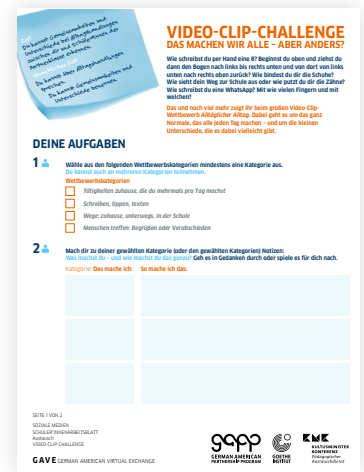 Ziel
Du kannst Gemeinsamkeiten und
Unterschiede bei Alltagshandlungen
zwischen dir und Schüler:innen der
Partnerklasse erkennen.
Du kannst über Alltagshandlungen
sprechen.
Du kannst Gemeinsamkeiten und
Unterschiede benennen.
VIDEO-CLIP-CHALLENGE
DAS MACHEN WIR ALLE – ABER ANDERS?
Wie schreibst du per Hand eine 8? Beginnst du oben und ziehst du
dann den Bogen nach links bis rechts unten und von dort von links
unten nach rechts oben zurück? Wie bindest du dir die Schuhe?
Wie sieht dein Weg zur Schule aus oder wie putzt du dir die Zähne?
Wie schreibst du eine WhatsApp? Mit wie vielen Fingern und mit
welchen?
Das und noch viel mehr zeigt ihr beim großen Video-Clip-
Wettbewerb Alltäglicher Alltag. Dabei geht es um das ganz
Normale, das alle jeden Tag machen – und um die kleinen
Unterschiede, die es dabei vielleicht gibt.
DEINE AUFGABEN
1 Wähle aus den folgenden Wettbewerbskategorien mindestens eine Kategorie aus.
Du kannst auch an mehreren Kategorien teilnehmen.
Wettbewerbskategorien
Tätigkeiten zuhause, die du mehrmals pro Tag machst
Schreiben, tippen, texten
Wege: zuhause, unterwegs, in der Schule
Menschen treffen: Begrüßen oder Verabschieden
2 Mach dir zu deiner gewählten Kategorie (oder den gewählten Kategorien) Notizen:
Was machst du – und wie machst du das genau? Geh es in Gedanken durch oder spiele es für dich nach.
Kategorie Das mache ich: So mache ich das:
SEITE 1 VON 2
SOZIALE MEDIEN
SCHÜLER*INNENARBEITSBLATT
Austausch
VIDEO-CLIP-CHALLENGE
GAVE GERMAN AMERICAN VIRTUAL EXCHANGE
gapp
GERMAN AMERICAN
PARTNERSHIP PROGRAM
GOETHE
INSTITUT
KMK
KULTUSMINISTER
KONFERENZ
Pädagogischer
Austauschdienst